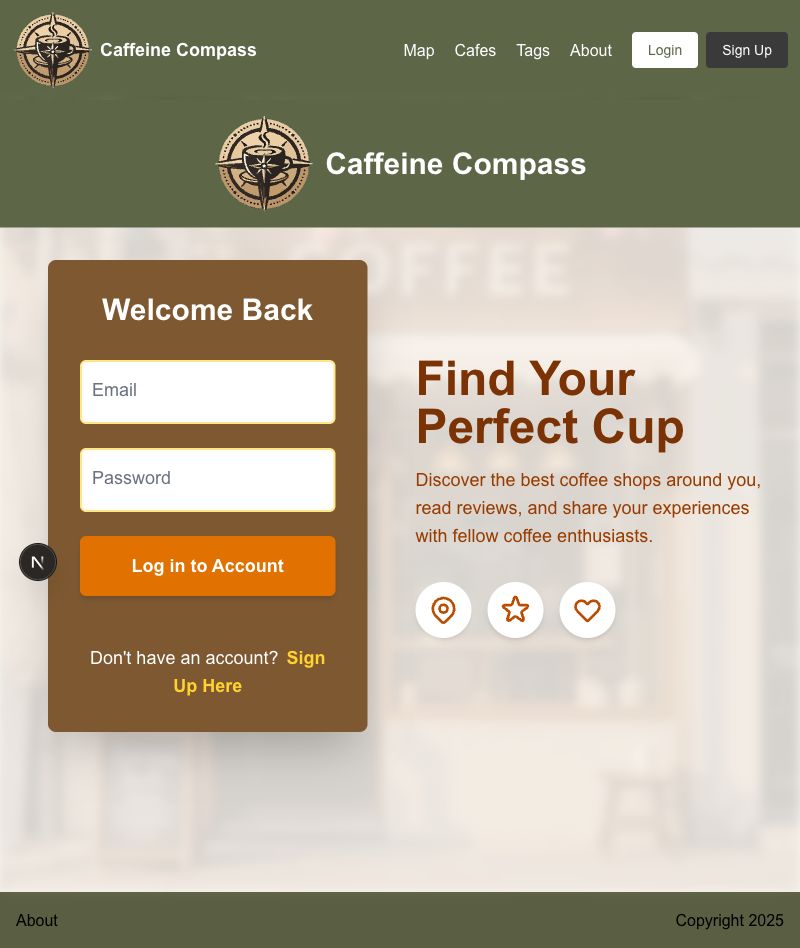 Caffeine Compass
Map
Cafes
Tags
About
Login
Sign Up
Caffeine Compass
COFFEE
Welcome Back
Email
Password
Log in to Account
N
Don't have an account? Sign
Up Here
Find Your
Perfect Cup
Discover the best coffee shops around you,
read reviews, and share your experiences
with fellow coffee enthusiasts.
About
Copyright 2025